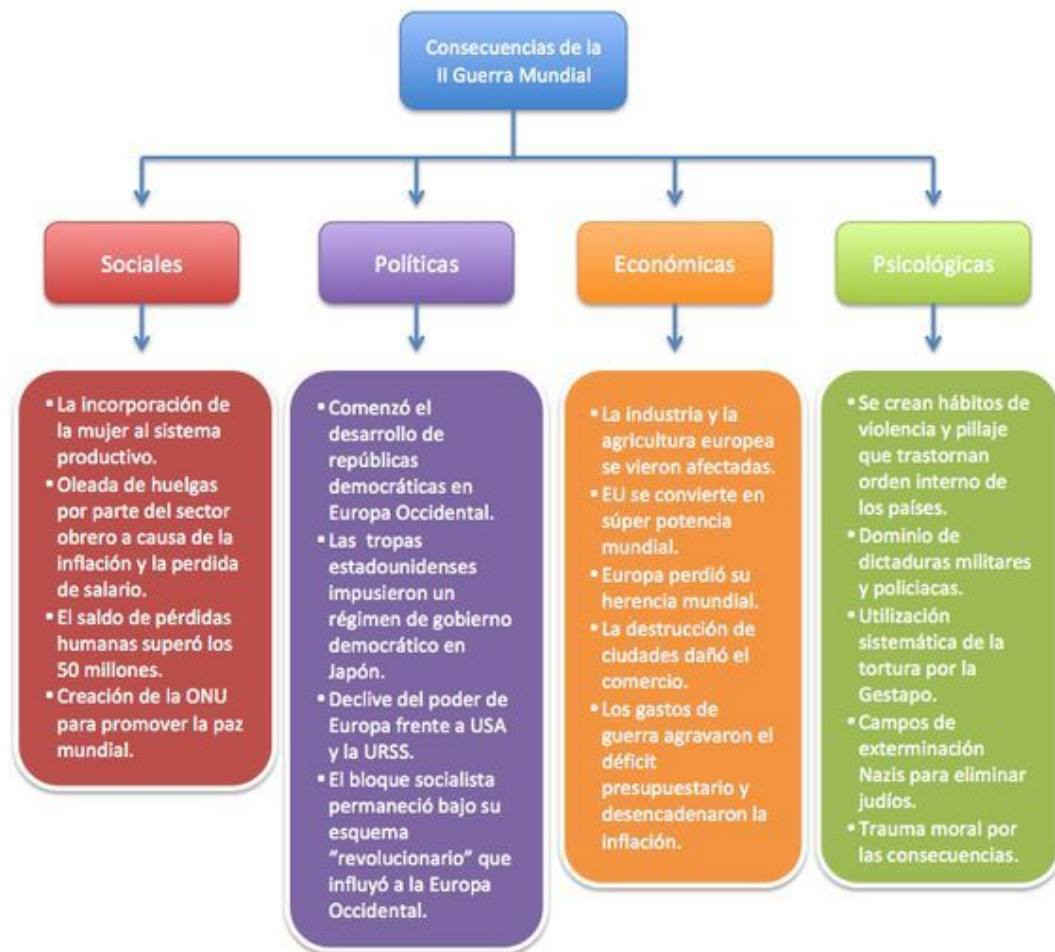 Consecuencias de la
II Guerra Mundial
Sociales
Políticas
Económicas
Psicológicas
▪ La incorporación de
la mujer al sistema
productivo.
▪ Oleada de huelgas
por parte del sector
obrero a causa de la
inflación y la perdida
de salario.
▪ El saldo de pérdidas
humanas superó los
50 millones.
▪ Creación de la ONU
para promover la paz
mundial.
▪ Comenzó el
desarrollo de
repúblicas
democráticas en
Europa Occidental.
▪ Las tropas
estadounidenses
impusieron un
régimen de gobierno
democrático en
Japón.
▪ Declive del poder de
Europa frente a USA
y la URSS.
▪ El bloque socialista
permaneció bajo su
esquema
"revolucionario" que
influyó a la Europa
Occidental.
▪ La industria y la
agricultura europea
se vieron afectadas.
▪ EU se convierte en
súper potencia
mundial.
▪ Europa perdió su
herencia mundial.
▪ La destrucción de
ciudades dañó el
comercio.
▪ Los gastos de
guerra agravaron el
déficit
presupuestario y
desencadenaron la
inflación.
▪ Se crean hábitos de
violencia y pillaje
que trastornan
orden interno de
los países.
▪ Dominio de
dictaduras militares
y policiacas.
▪ Utilización
sistemática de la
tortura por la
Gestapo.
▪ Campos de
exterminación
Nazis para eliminar
judíos.
▪ Trauma moral por
las consecuencias.